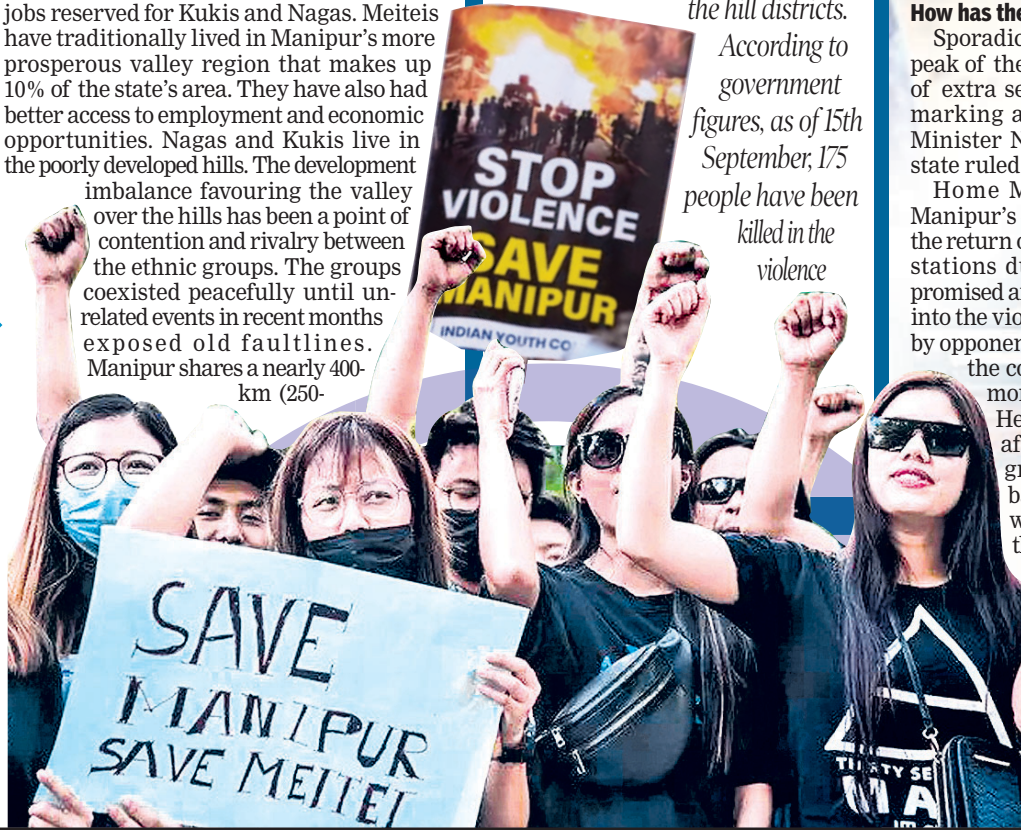 jobs reserved for Kukis and Nagas. Meiteis
have traditionally lived in Manipur's more
prosperous valley region that makes up
10% of the state's area. They have also had
better access to employment and economic
opportunities. Nagas and Kukis live in
the poorly developed hills. The development
imbalance favouring the valley
over the hills has been a point of
contention and rivalry between
the ethnic groups. The groups
coexisted peacefully until un-
related events in recent months
exposed old faultlines.
Manipur shares a nearly 400-
km (250-
STOP
VIOLENCE
SAVE
MANIPUR
INDIAN YOUTH CO
the hill districts.
According to
government
figures, as of 15th
September, 175
people have been
killed in the
violence
How has the
Sporadic
peak of the
of extra se
marking a
Minister N
state ruled
Home M
Manipur's
the return o
stations du
promised a
into the vio
by opponen
the co
mor
He
af
gr
b
w
t
SAVE
MANIPUR
SAVE MEITEI